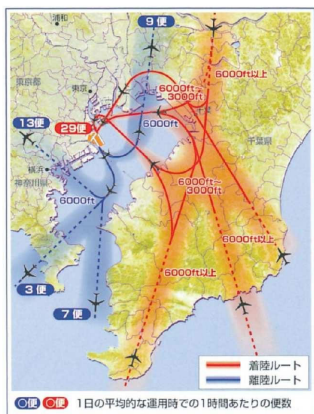 9便
浦和
東京都
東京
千葉県
6000ft以上
6000ft〜
3000ft
13便
29便
6000ft
横浜
神奈川県
6000ft
6000ft〜
3000ft
6000ft以上
6000ft以上
3便
7便
着陸ルート
離陸ルート
〇便 〇便 1日の平均的な運用時での1時間あたりの便数